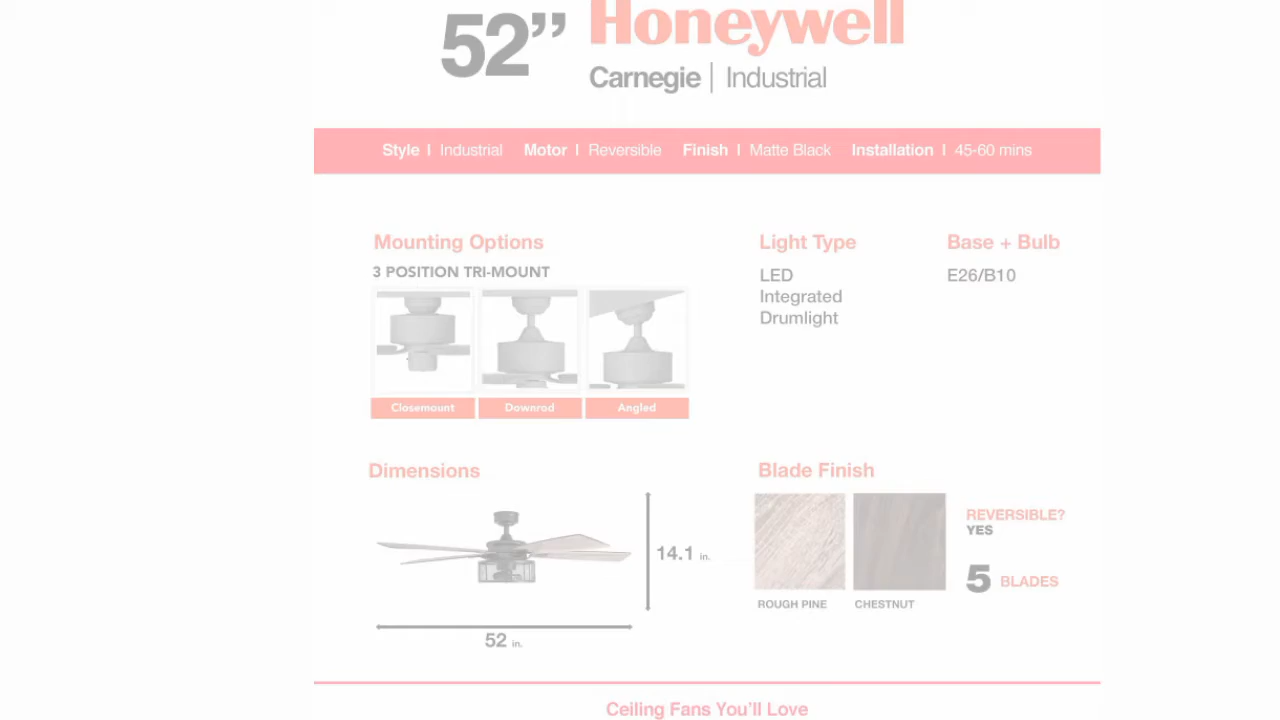 52” Honeywell
Carnegie | Industrial
Style | Industrial Motor | Reversible Finish | Matte Black Installation | 45-60 mins
Mounting Options
3 POSITION TRI-MOUNT
Closemount Downrod Angled
Light Type
LED
Integrated
Drumlight
Base + Bulb
E26/B10
Dimensions
14.1 in.
52 in.
Blade Finish
ROUGH PINE CHESTNUT
REVERSIBLE?
YES
5 BLADES
Ceiling Fans You’ll Love